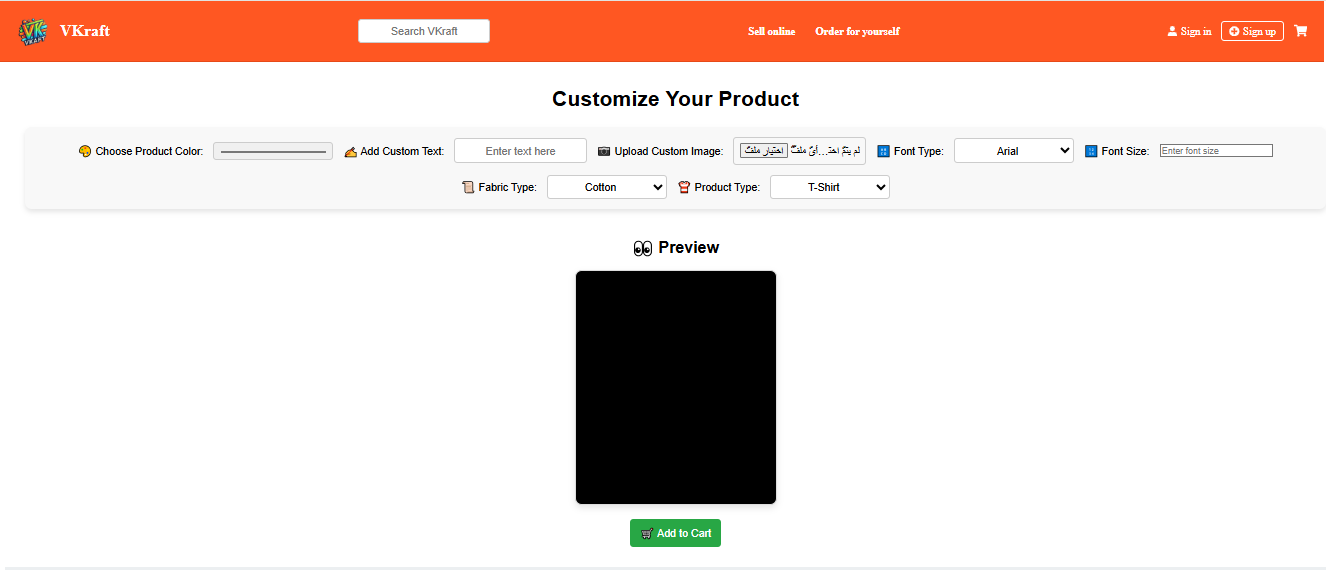 VKraft
Search VKraft
Sell online
Order for yourself
Sign in
Sign up
Customize Your Product
Choose Product Color:
Add Custom Text:
Enter text here
Upload Custom Image:
اختيار ملفّ
لم يتمّ اخت...أيّ ملفّ
Font Type:
Arial
Font Size:
Enter font size
Fabric Type:
Cotton
Product Type:
T-Shirt
Preview
Add to Cart